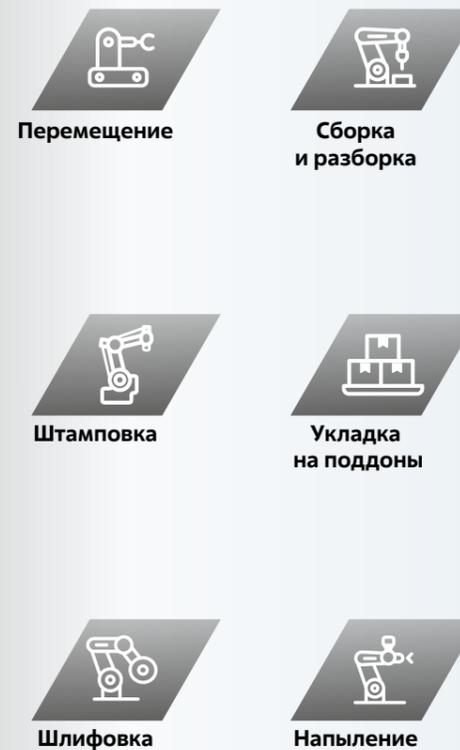 Перемещение
Сборка
и разборка
Штамповка
Укладка
на поддоны
Шлифовка
Напыление